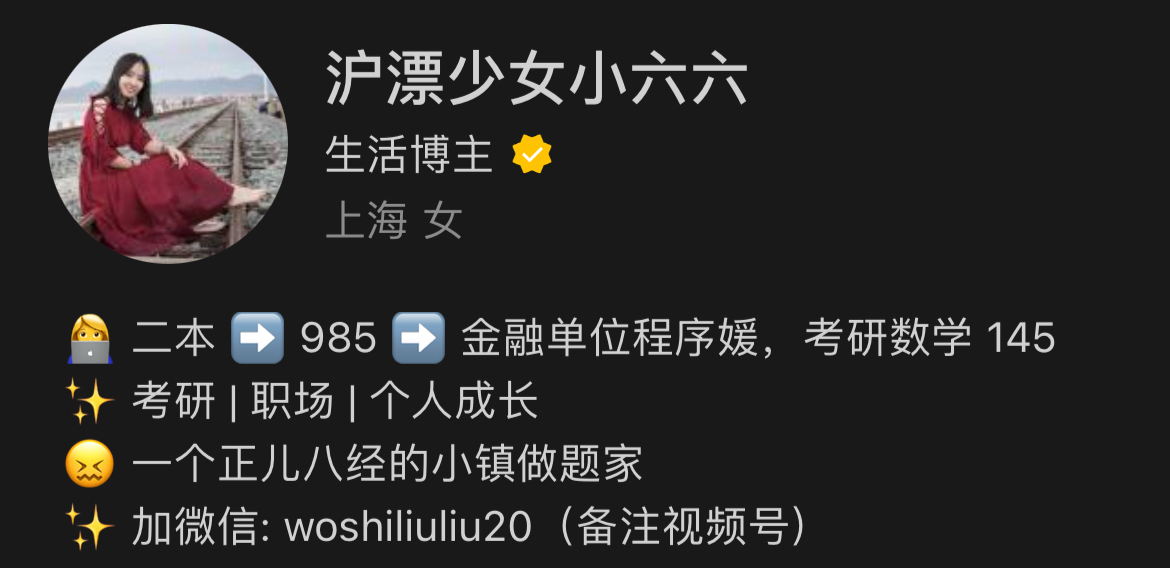 沪漂少女小六六
生活博主
上海 女
二本 ➡️ 985 ➡️ 金融单位程序媛，考研数学 145
考研 | 职场 | 个人成长
一个正儿八经的小镇做题家
加微信: woshiliuliu20（备注视频号）